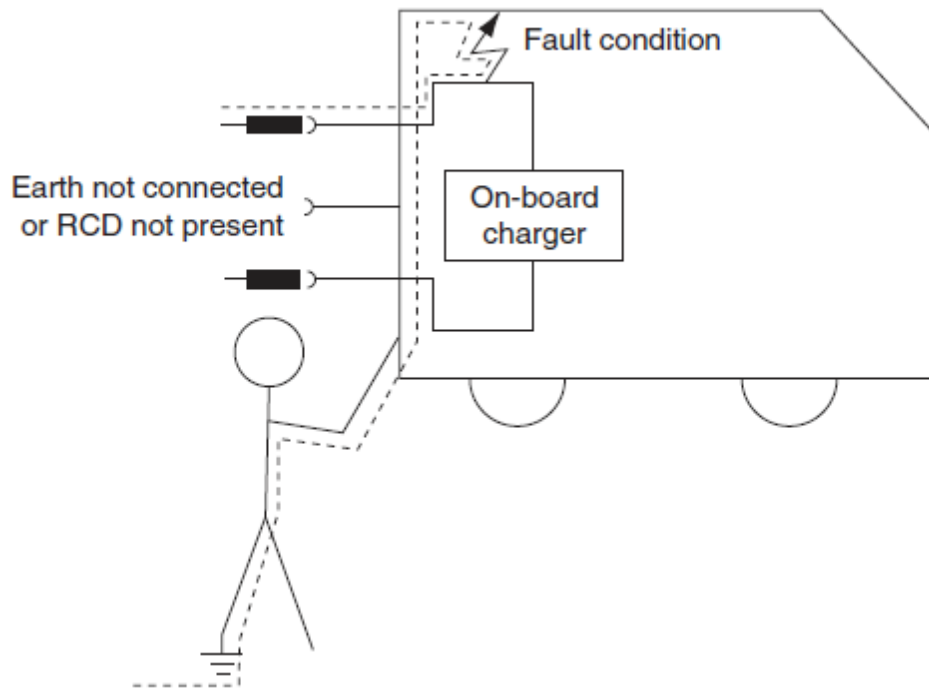 Fault condition
Earth not connected
or RCD not present
On-board
charger